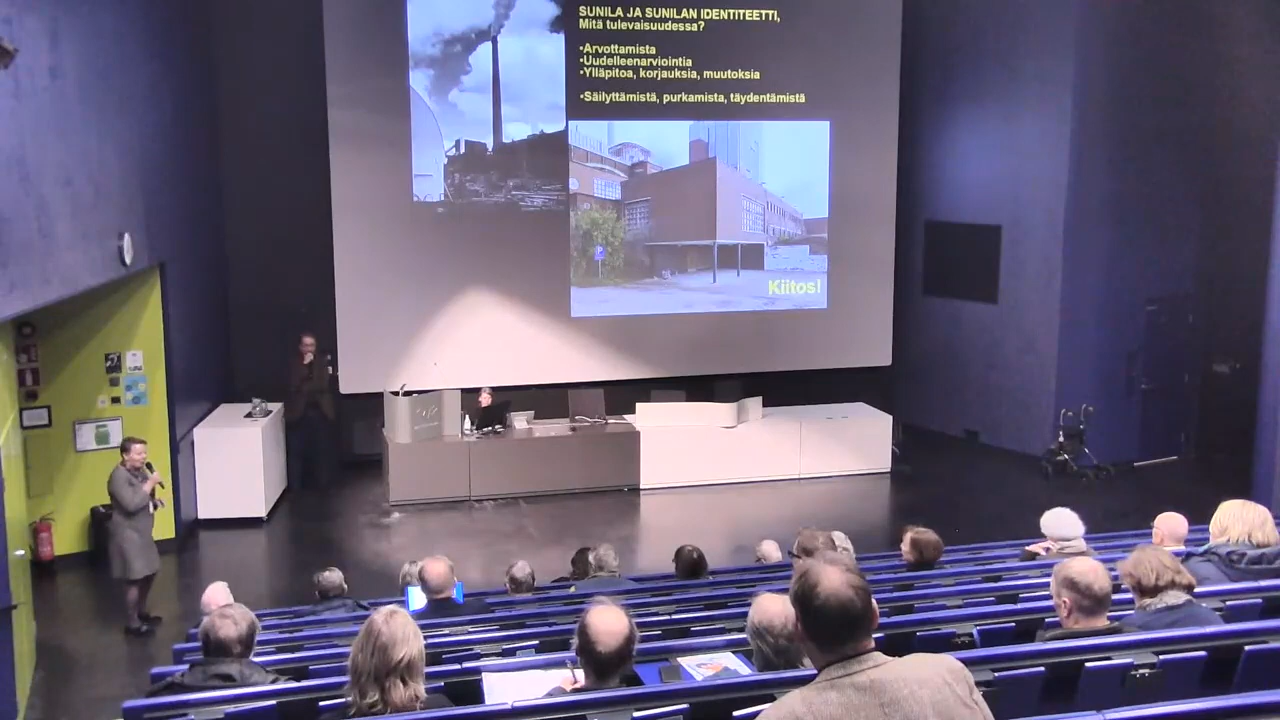 SUNILA JA SUNILAN IDENTITEETTI,
Mitä tulevaisuudessa?
•Arvottamista
•Uudelleenarviointia
•Ylläpitoa, korjauksia, muutoksia
•Säilyttämistä, purkamista, täydentämistä
P
Kiitos!